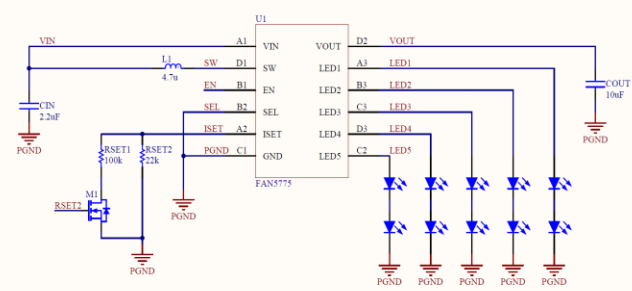 U1
VIN A1 VIN VOUT D2 VOUT
L1
SW D1 SW LED1 A3 LED1
4.7u
EN B1 EN LED2 B3 LED2
COUT
10uF
CIN
2.2uF
SEL B2 SEL LED3 C3 LED3
ISET A2 ISET LED4 D3 LED4
PGND
PGND
RSET1
100k
RSET2
22k
PGND C1 GND LED5 C2 LED5
FAN5775
M1
RSET2
PGND
PGND
PGND PGND PGND PGND PGND